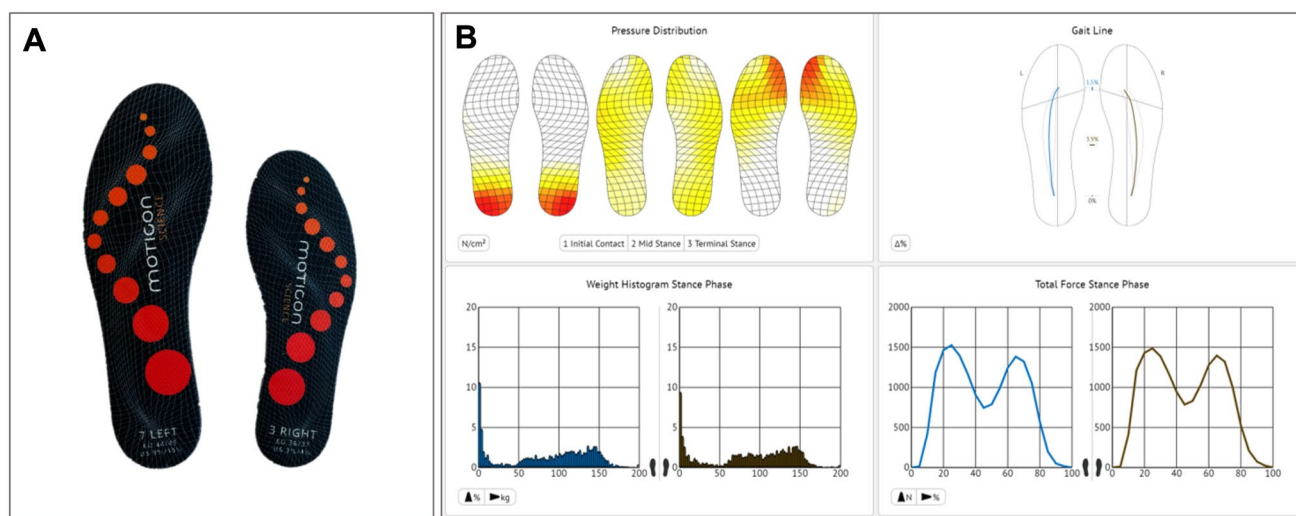 A
MOTICON
SCIENCE
7 LEFT
MOTICON
SCIENCE
3 RIGHT
B
Pressure Distribution
N/cm²
1 Initial Contact 2 Mid Stance 3 Terminal Stance
Gait Line
L
R
0%
Δ%
Weight Histogram Stance Phase
20
15
10
5
0
0 50 100 150 200
20
15
10
5
0
0 50 100 150 200
% kg
Total Force Stance Phase
2000
1500
1000
500
0
0 20 40 60 80 100
2000
1500
1000
500
0
0 20 40 60 80 100
N %